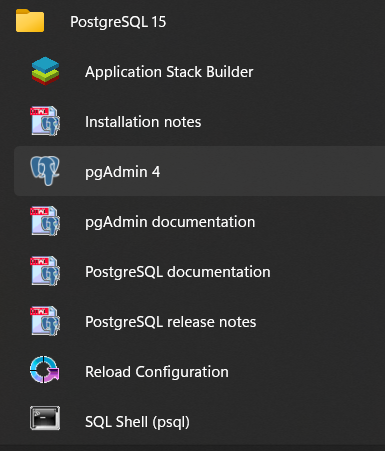 PostgreSQL 15
Application Stack Builder
Installation notes
pgAdmin 4
pgAdmin documentation
PostgreSQL documentation
PostgreSQL release notes
Reload Configuration
SQL Shell (psql)